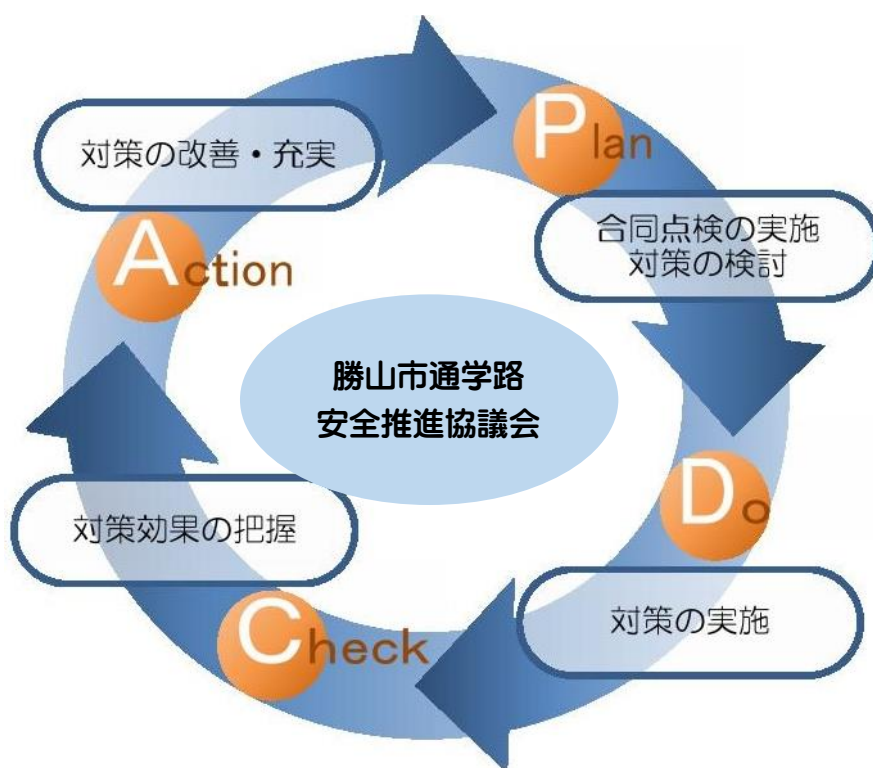 Plan
合同点検の実施
対策の検討
Do
対策の実施
Check
対策効果の把握
Action
対策の改善・充実
勝山市通学路
安全推進協議会